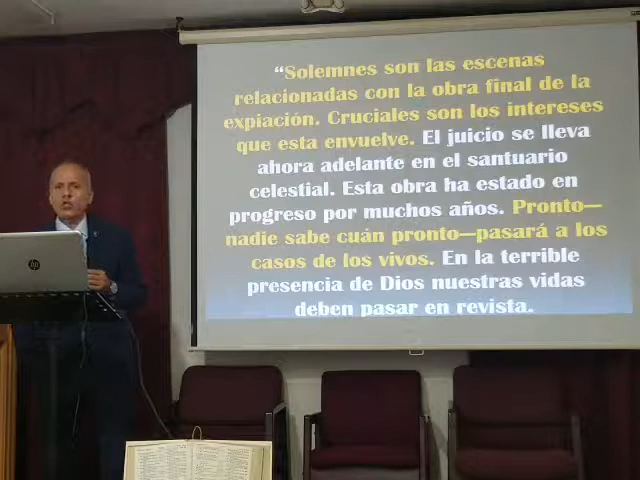 “Solemnes son las escenas
relacionadas con la obra final de la
expiación. Cruciales son los intereses
que esta envuelve. El juicio se lleva
ahora adelante en el santuario
celestial. Esta obra ha estado en
progreso por muchos años. Pronto—
nadie sabe cuán pronto—pasará a los
casos de los vivos. En la terrible
presencia de Dios nuestras vidas
deben pasar en revista.
hp